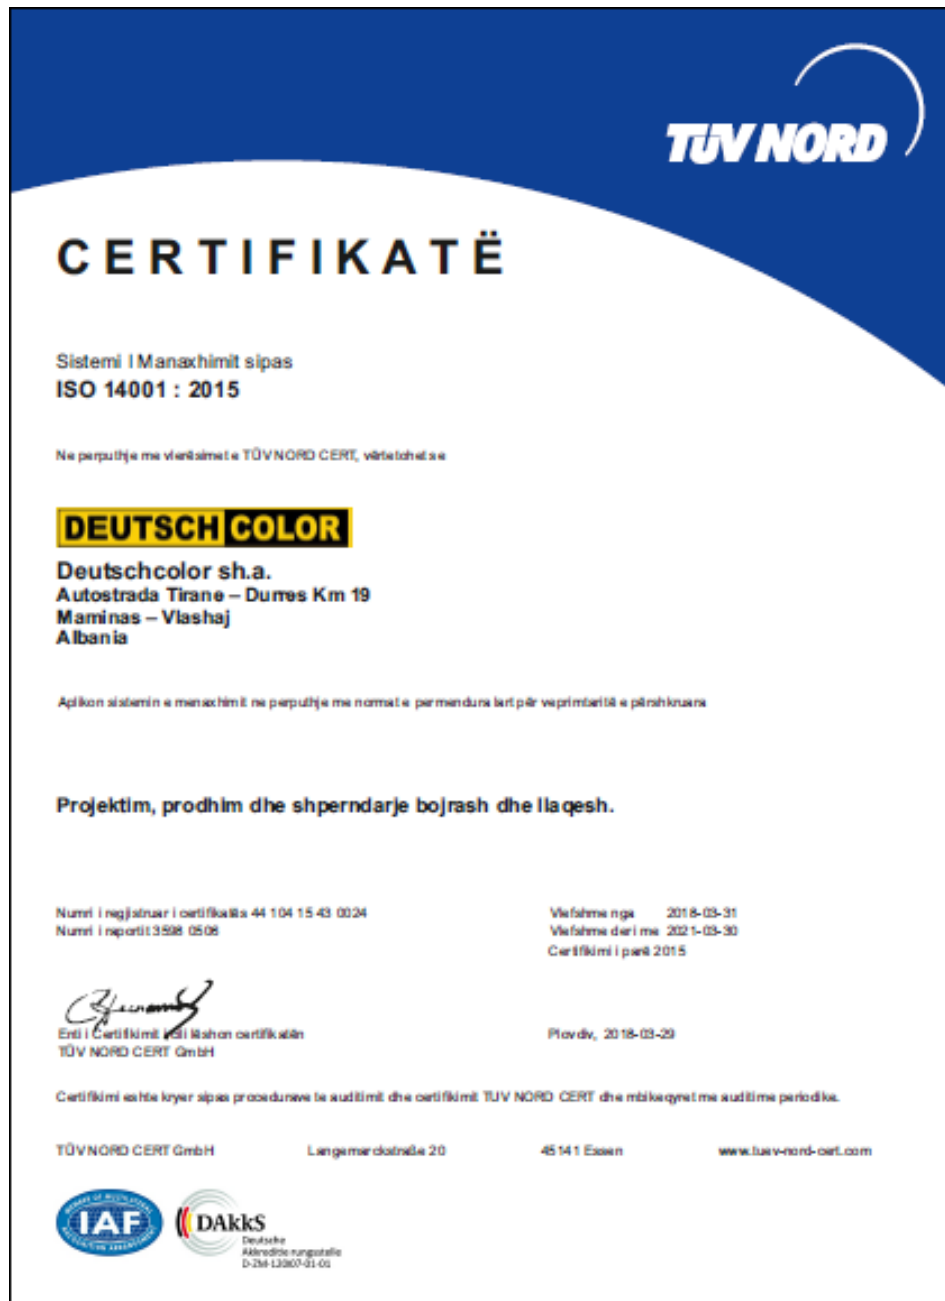 TÜV NORD
CERTIFIKATË
Sistemi I Manaxhimit sipas
ISO 14001 : 2015
Ne perputhje me vlerësimet e TÜV NORD CERT, vërtetohet se
DEUTSCH COLOR
Deutschcolor sh.a.
Autostrada Tirane – Durres Km 19
Maminas – Vlashaj
Albania
Aplikon sistemin e menaxhimit ne perputhje me normat e permendura lart për veprimtaritë e përshkruara
Projektim, prodhim dhe shperndarje bojrash dhe llaqesh.
Numri i regjistruar i certifikatës 44 104 15 43 0024
Numri i raportit 3598 0506
Vlefshme nga 2018-03-31
Vlefshme deri me 2021-03-30
Certifikimi i parë 2015
Enti i Certifikimit i lëshon certifikatën
TÜV NORD CERT GmbH
Plovdiv, 2018-03-29
Certifikimi eshte kryer sipas procedurave te auditimit dhe certifikimit TUV NORD CERT dhe mbikeqyret me auditime periodike.
TÜV NORD CERT GmbH Langemarckstraße 20 45141 Essen www.tuev-nord-cert.com
IAF
DAkkS
Deutsche
Akkreditierungsstelle
D-ZM-12007-01-01